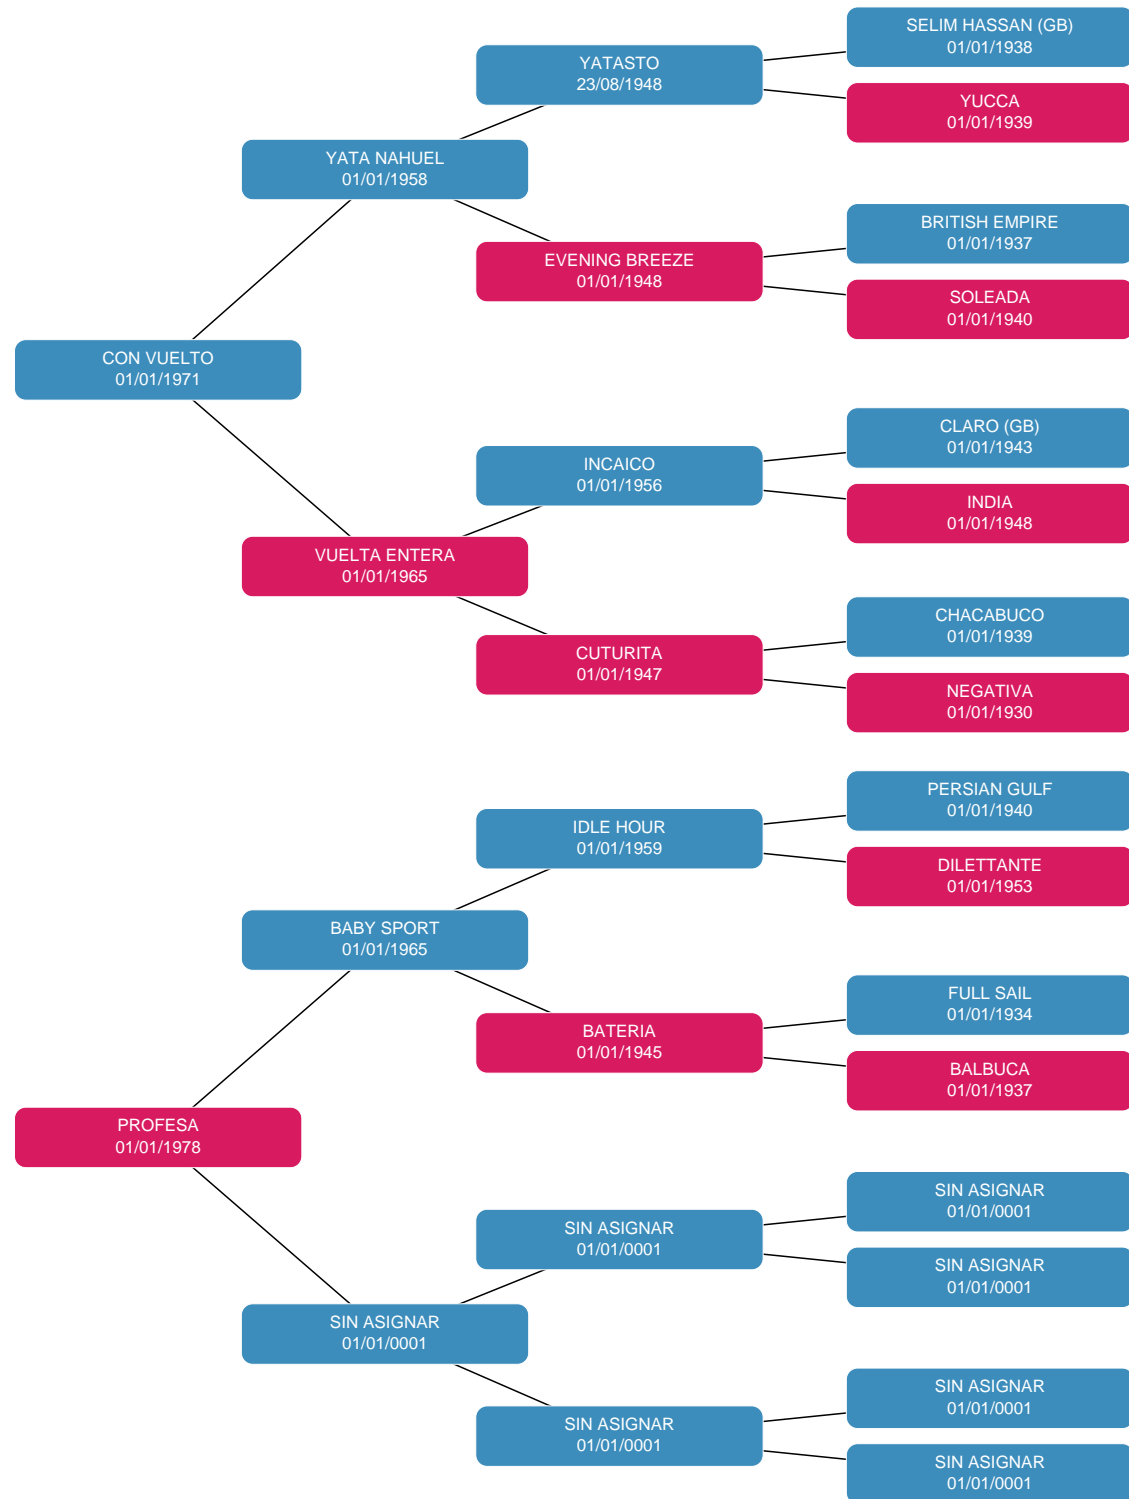 SELIM HASSAN (GB)
01/01/1938
YATASTO
23/08/1948
YUCCA
01/01/1939
YATA NAHUEL
01/01/1958
BRITISH EMPIRE
01/01/1937
EVENING BREEZE
01/01/1948
SOLEADA
01/01/1940
CON VUELTO
01/01/1971
CLARO (GB)
01/01/1943
INCAICO
01/01/1956
INDIA
01/01/1948
VUELTA ENTERA
01/01/1965
CHACABUCO
01/01/1939
CUTURITA
01/01/1947
NEGATIVA
01/01/1930
PERSIAN GULF
01/01/1940
IDLE HOUR
01/01/1959
DILETTANTE
01/01/1953
BABY SPORT
01/01/1965
FULL SAIL
01/01/1934
BATERIA
01/01/1945
BALBUCA
01/01/1937
PROFESA
01/01/1978
SIN ASIGNAR
01/01/0001
SIN ASIGNAR
01/01/0001
SIN ASIGNAR
01/01/0001
SIN ASIGNAR
01/01/0001
SIN ASIGNAR
01/01/0001
SIN ASIGNAR
01/01/0001
SIN ASIGNAR
01/01/0001